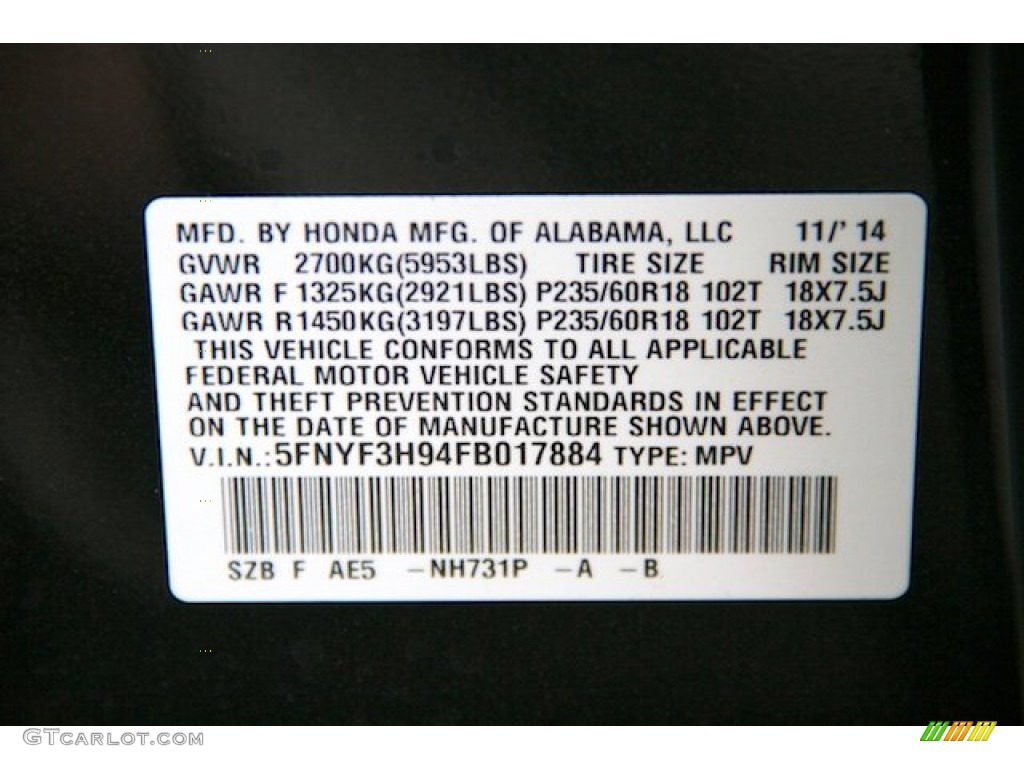 MFD. BY HONDA MFG. OF ALABAMA, LLC 11/' 14
GVWR 2700KG(5953LBS) TIRE SIZE RIM SIZE
GAWR F 1325KG(2921LBS) P235/60R18 102T 18X7.5J
GAWR R1450KG(3197LBS) P235/60R18 102T 18X7.5J
THIS VEHICLE CONFORMS TO ALL APPLICABLE
FEDERAL MOTOR VEHICLE SAFETY
AND THEFT PREVENTION STANDARDS IN EFFECT
ON THE DATE OF MANUFACTURE SHOWN ABOVE.
V.I.N.:5FNYF3H94FB017884 TYPE: MPV
SZB F AE5 -NH731P -A -B
GTCARLOT.COM